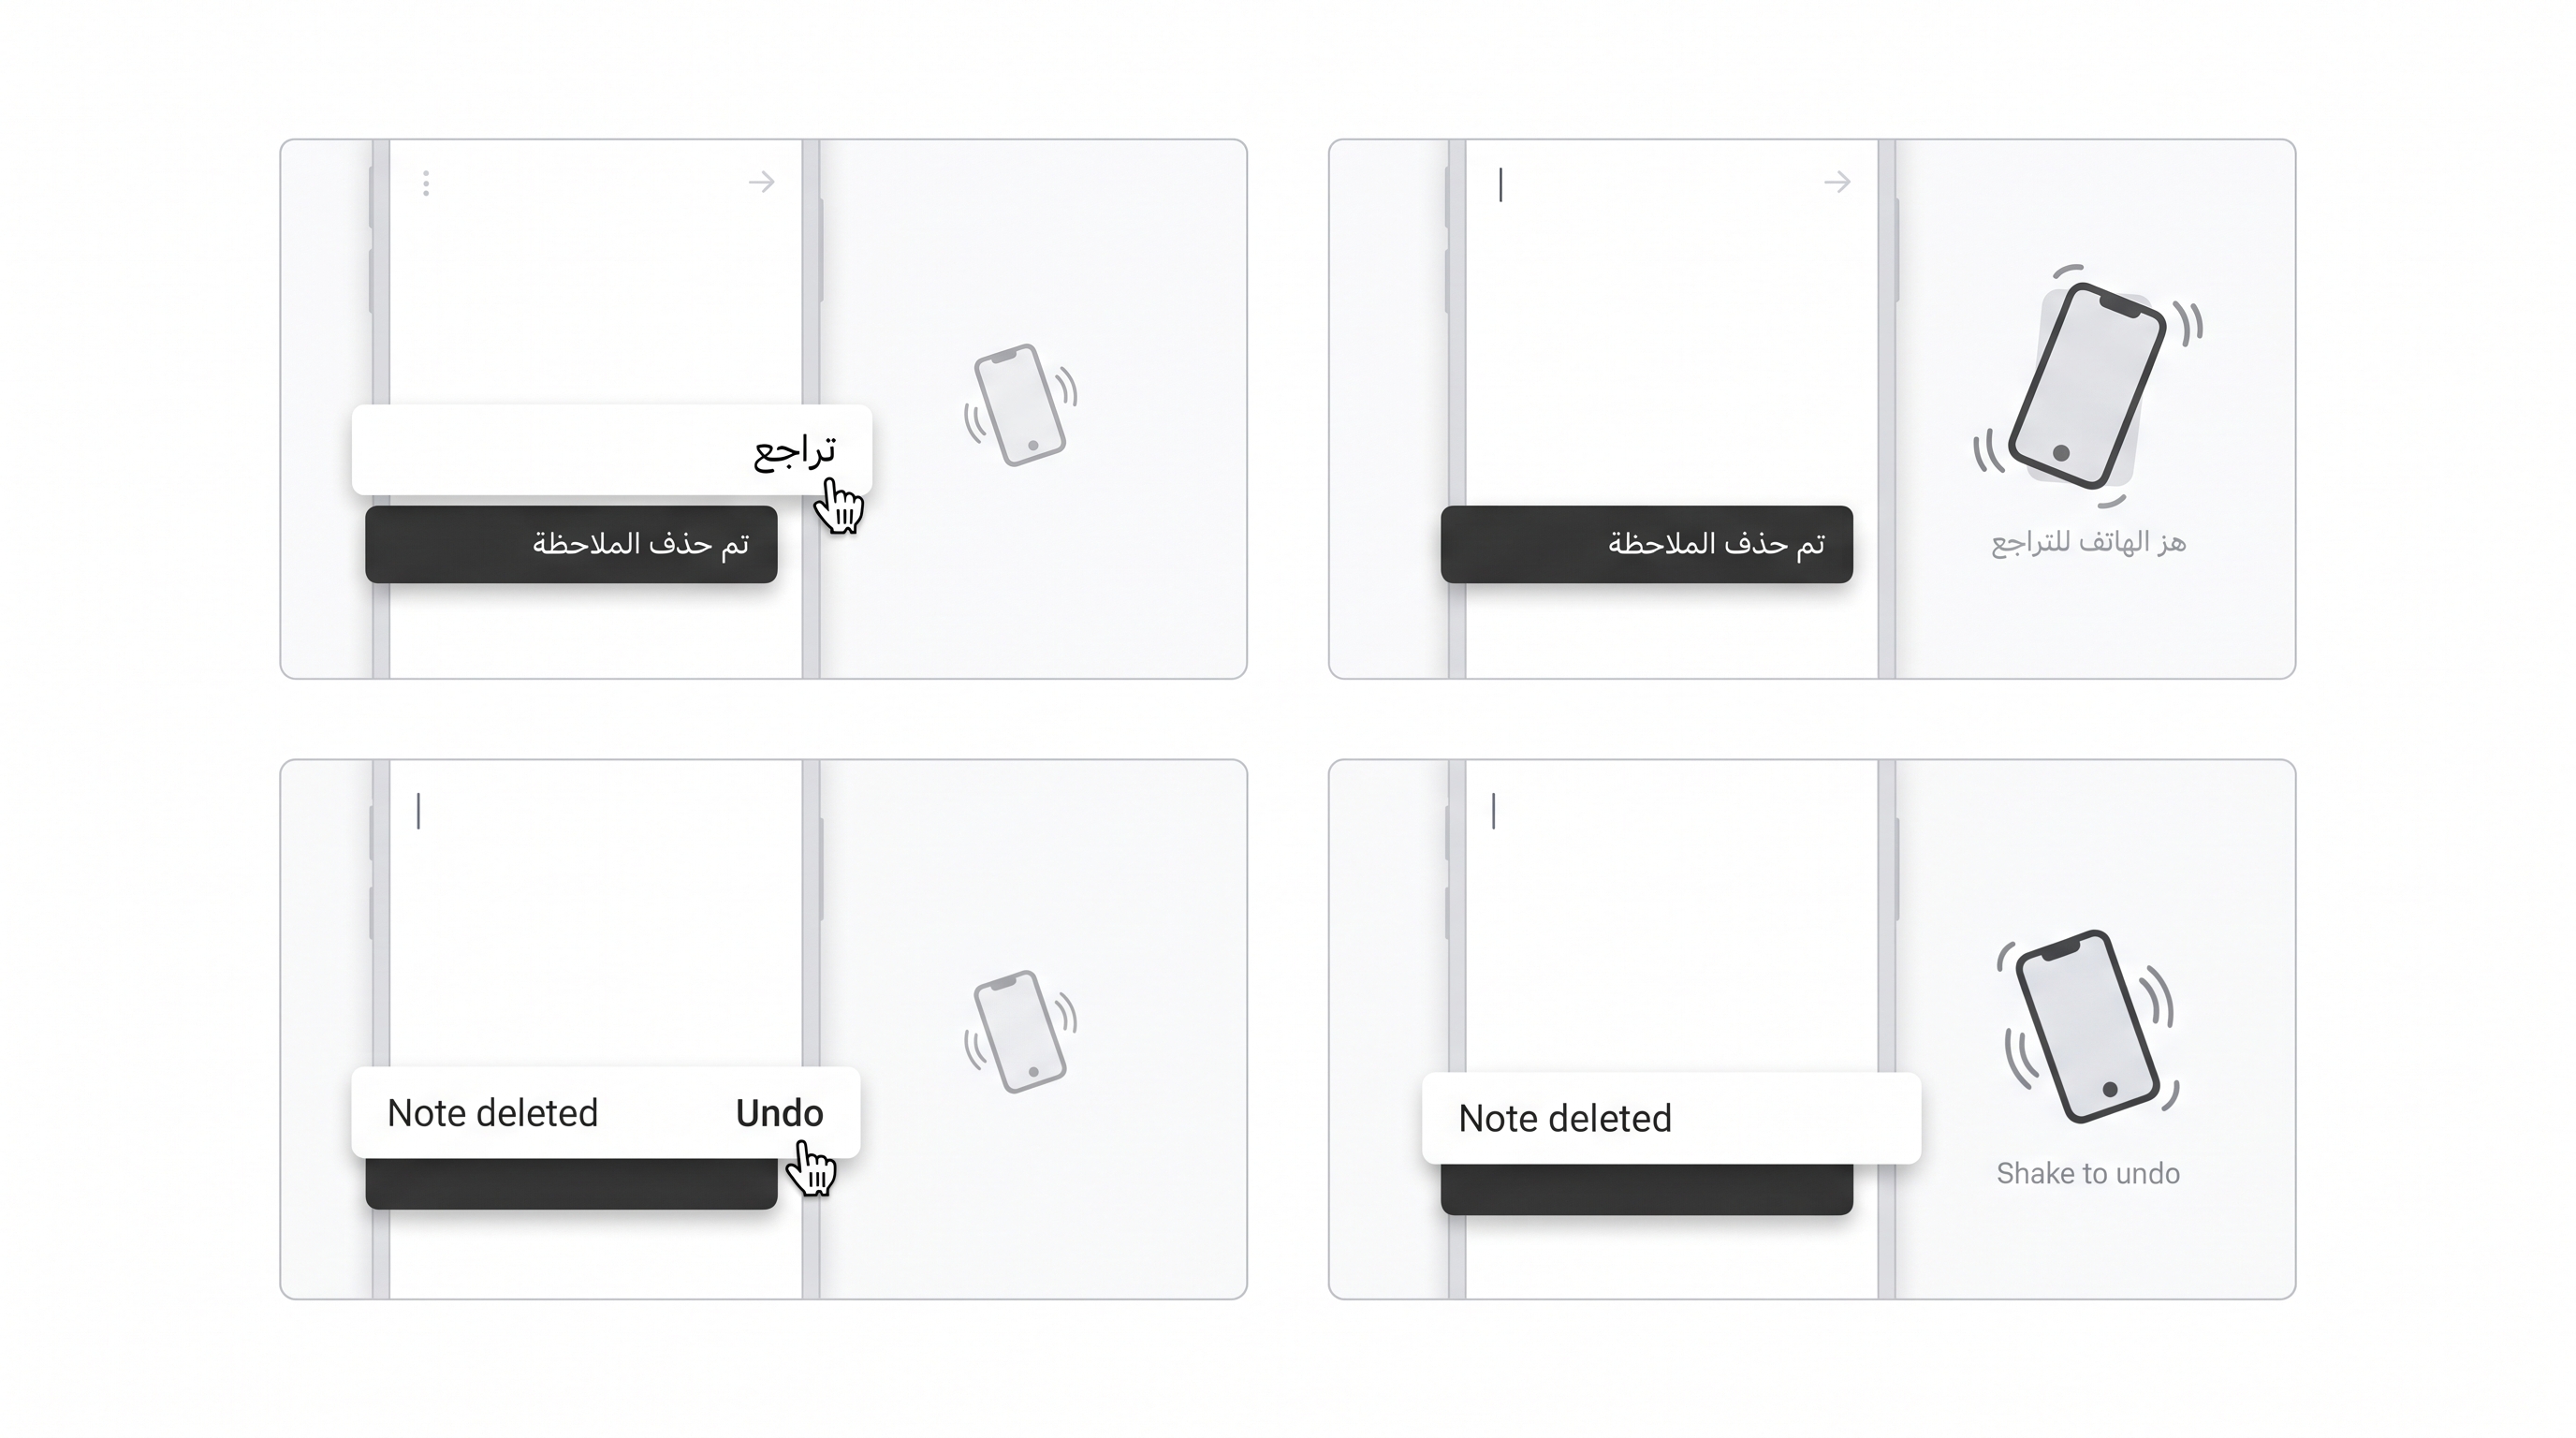 تراجع
تم حذف الملاحظة
تم حذف الملاحظة
هز الهاتف للتراجع
Note deleted Undo
Note deleted
Shake to undo